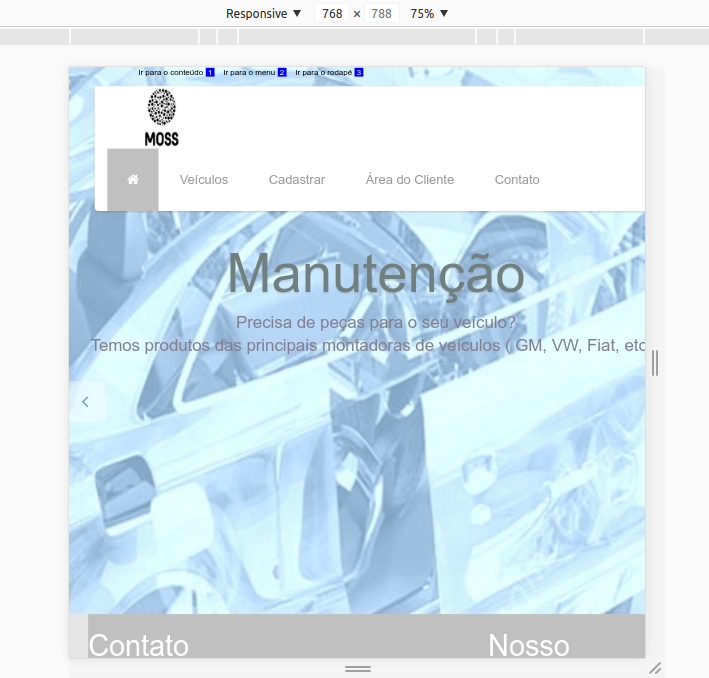 Responsive ▼ 768 × 788 75% ▼
Ir para o conteúdo 1 Ir para o menu 2 Ir para o rodapé 3
MOSS
Veículos Cadastrar Área do Cliente Contato
Manutenção
Precisa de peças para o seu veículo?
Temos produtos das principais montadoras de veículos ( GM, VW, Fiat, etc
Contato Nosso